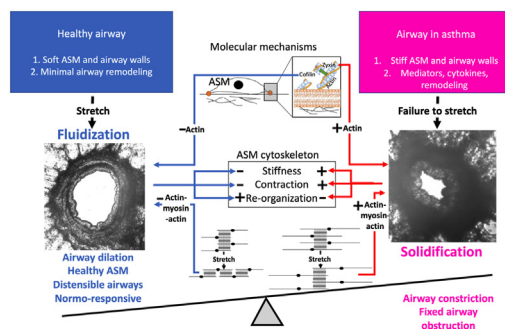 Healthy airway
1. Soft ASM and airway walls
2. Minimal airway remodeling
Molecular mechanisms
Airway in asthma
1. Stiff ASM and airway walls
2. Mediators, cytokines,
remodeling
Zyxin
Cofilin
Actin
ASM
Stretch
Failure to stretch
Fluidization
−Actin
+Actin
ASM cytoskeleton
− Stiffness +
− Contraction +
+ Re-organization −
− Actin-
myosin
-actin
+ Actin-
myosin
actin
Stretch
Stretch
Solidification
Airway dilation
Healthy ASM
Distensible airways
Normo-responsive
Airway constriction
Fixed airway
obstruction